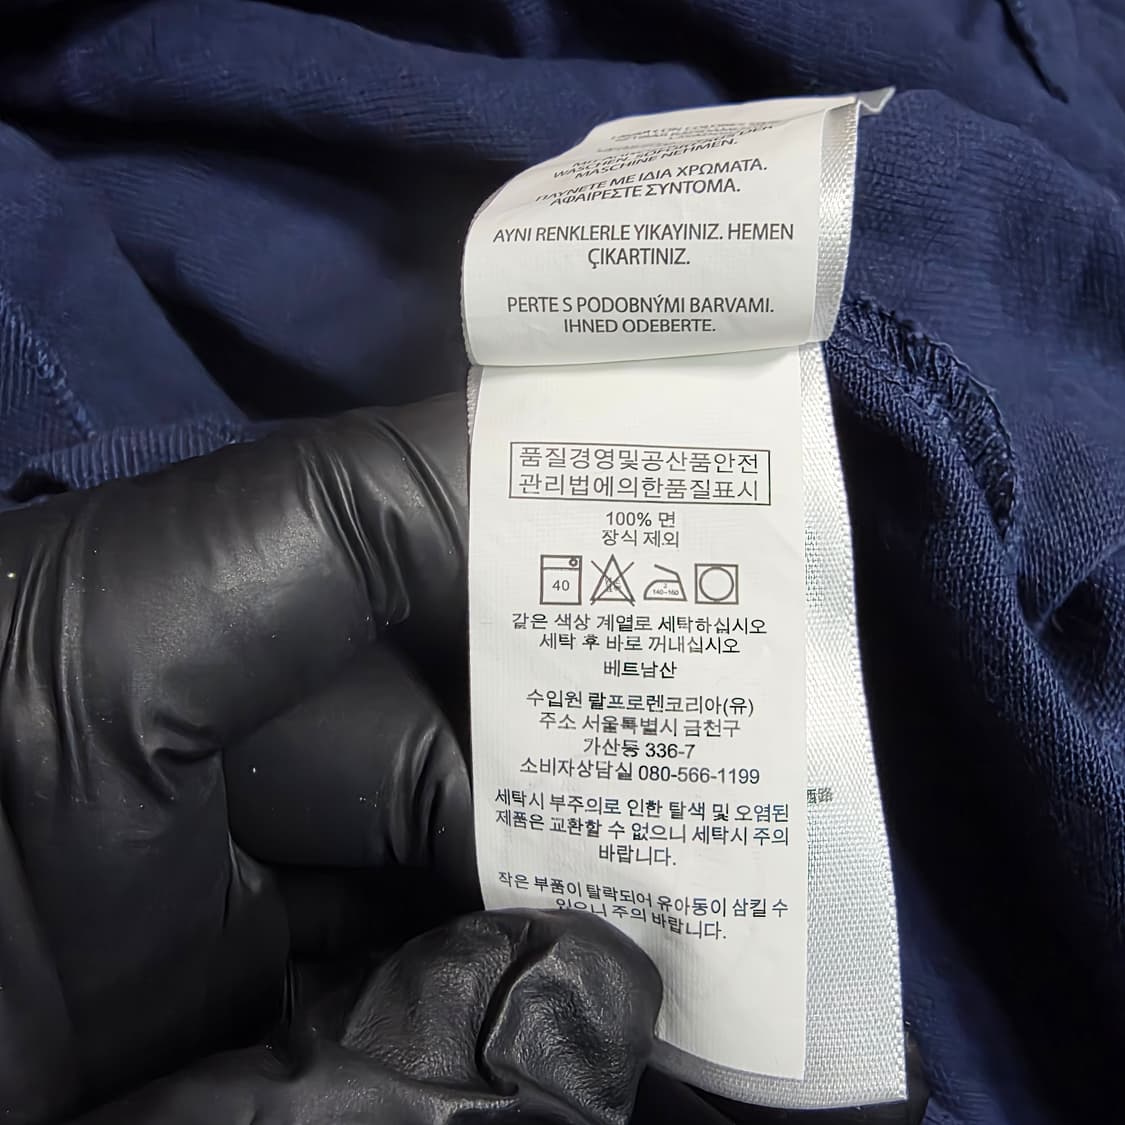 WASCHEN. SOFORT AUS DER
MASCHINE NEHMEN.
ΠΛΥΝΕΤΕ ΜΕ ΙΔΙΑ ΧΡΩΜΑΤΑ.
ΑΦΑΙΡΕΣΤΕ ΣΥΝΤΟΜΑ.
AYNI RENKLERLE YIKAYINIZ. HEMEN
ÇIKARTINIZ.
PERTE S PODOBNÝMI BARVAMI.
IHNED ODEBERTE.
품질경영및공산품안전
관리법에의한품질표시
100% 면
장식 제외
40
140~160
같은 색상 계열로 세탁하십시오
세탁 후 바로 꺼내십시오
베트남산
수입원 랄프로렌코리아(유)
주소 서울특별시 금천구
가산동 336-7
소비자상담실 080-566-1199
세탁시 부주의로 인한 탈색 및 오염된
제품은 교환할 수 없으니 세탁시 주의
바랍니다.
작은 부품이 탈락되어 유아동이 삼킬 수
있으니 주의 바랍니다.